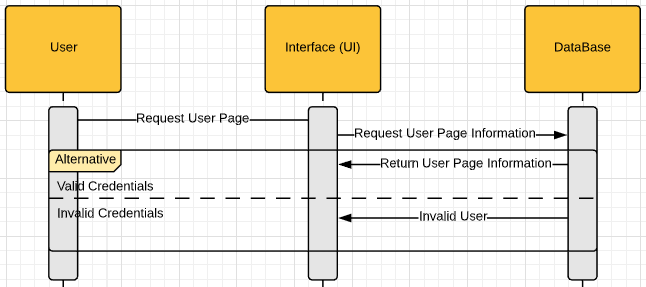 User
Interface (UI)
DataBase
Request User Page
Request User Page Information
Alternative
Return User Page Information
Valid Credentials
Invalid Credentials
Invalid User